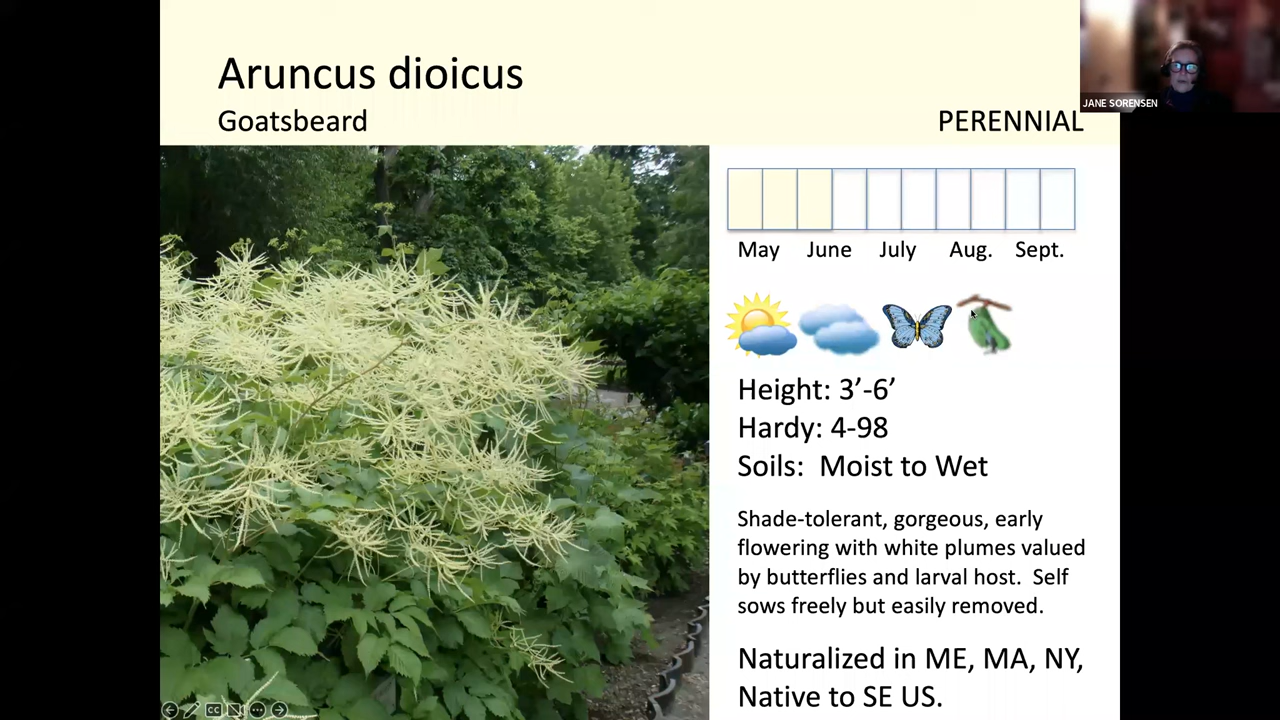 Aruncus dioicus
Goatsbeard
PERENNIAL
JANE SORENSEN
May June July Aug. Sept.
Height: 3’-6’
Hardy: 4-98
Soils: Moist to Wet
Shade-tolerant, gorgeous, early
flowering with white plumes valued
by butterflies and larval host. Self
sows freely but easily removed.
Naturalized in ME, MA, NY,
Native to SE US.
CC